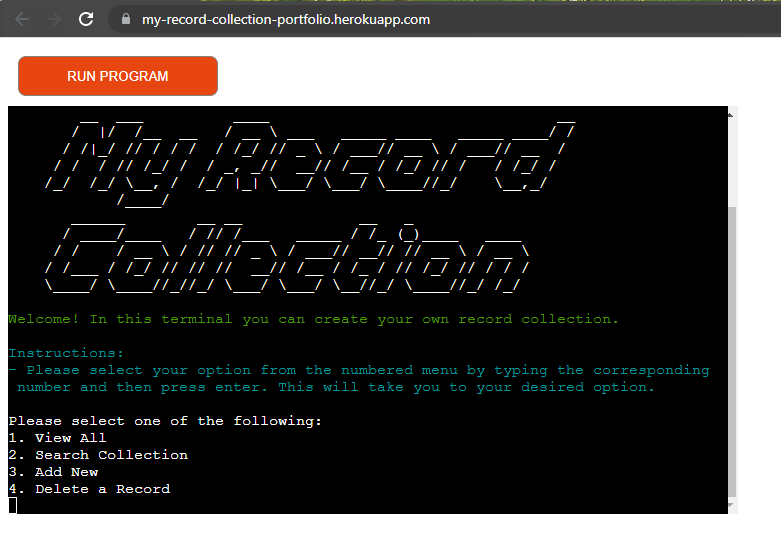 my-record-collection-portfolio.herokuapp.com
RUN PROGRAM
My Record
Collection
Welcome! In this terminal you can create your own record collection.
Instructions:
- Please select your option from the numbered menu by typing the corresponding
number and then press enter. This will take you to your desired option.
Please select one of the following:
1. View All
2. Search Collection
3. Add New
4. Delete a Record